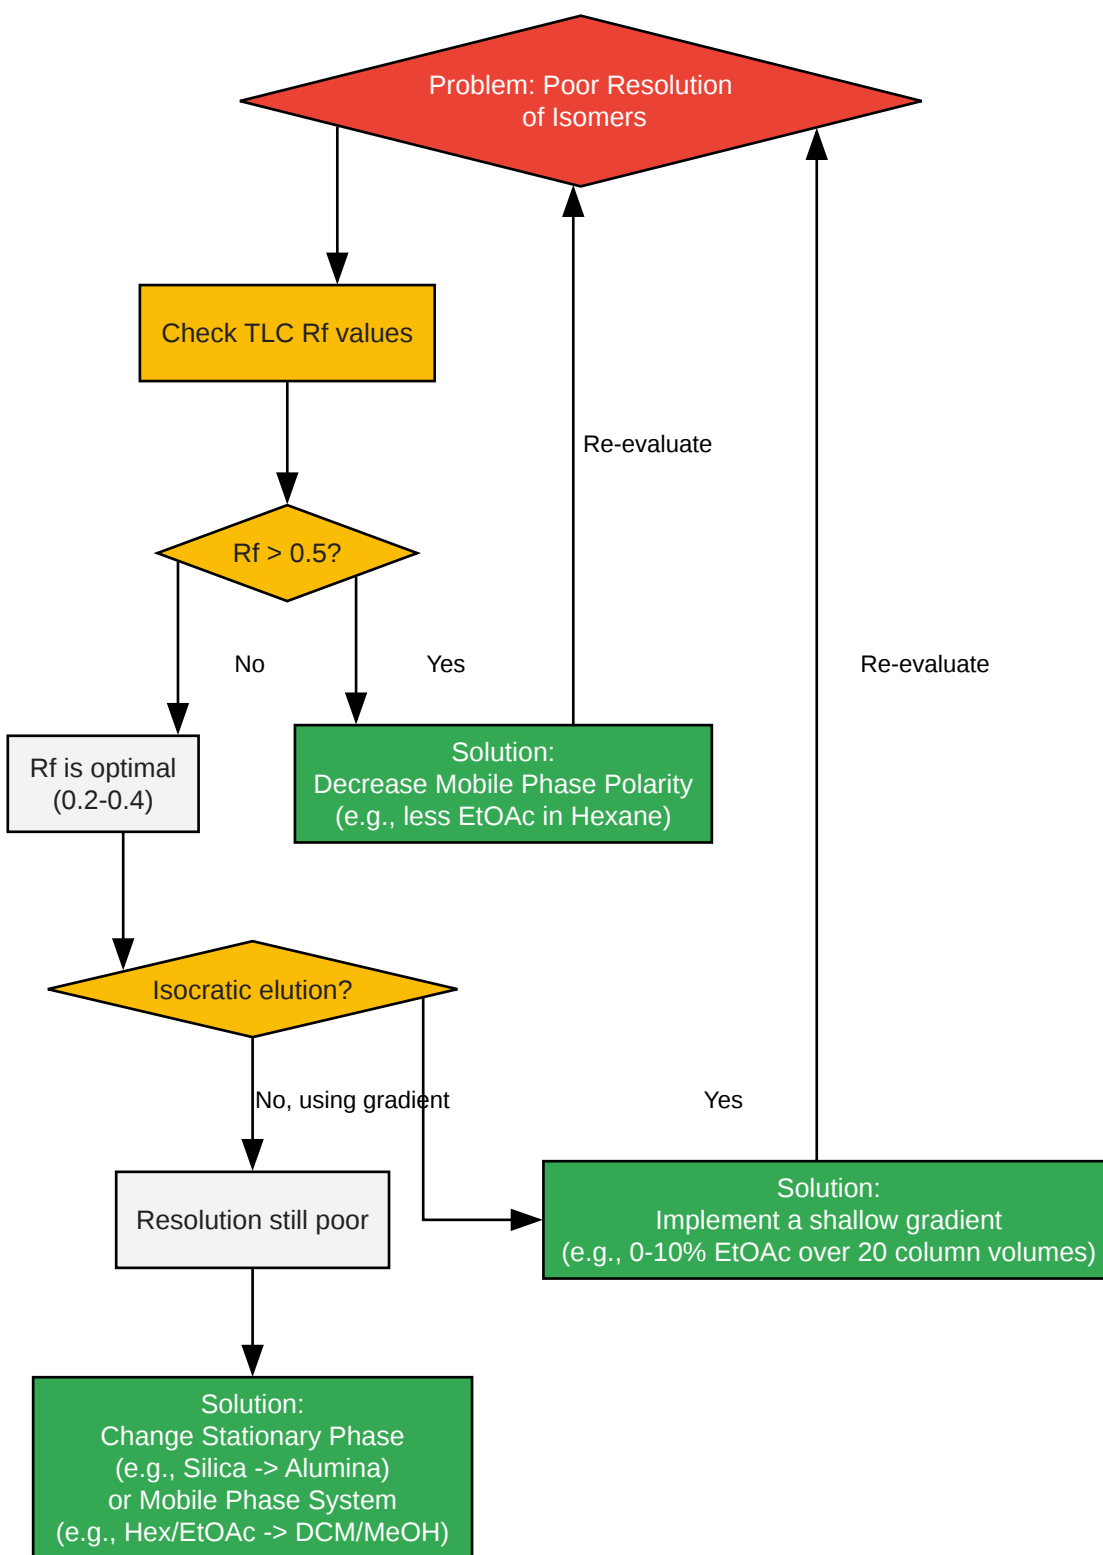 Problem: Poor Resolution
of Isomers
Check TLC Rf values
Re-evaluate
Rf > 0.5?
No
Yes
Re-evaluate
Rf is optimal
(0.2-0.4)
Solution:
Decrease Mobile Phase Polarity
(e.g., less EtOAc in Hexane)
Isocratic elution?
No, using gradient
Yes
Resolution still poor
Solution:
Implement a shallow gradient
(e.g., 0-10% EtOAc over 20 column volumes)
Solution:
Change Stationary Phase
(e.g., Silica -> Alumina)
or Mobile Phase System
(e.g., Hex/EtOAc -> DCM/MeOH)